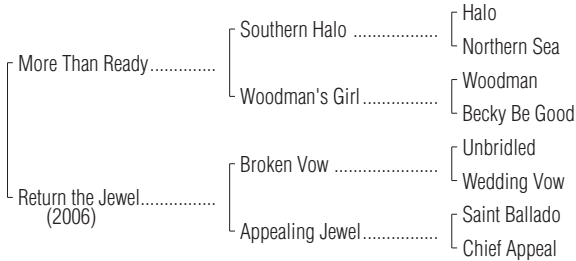 Halo
Southern Halo ..................
Northern Sea
More Than Ready..............
Woodman
Woodman's Girl ................
Becky Be Good
Unbridled
Broken Vow ......................
Wedding Vow
Return the Jewel................
(2006)
Saint Ballado
Appealing Jewel................
Chief Appeal